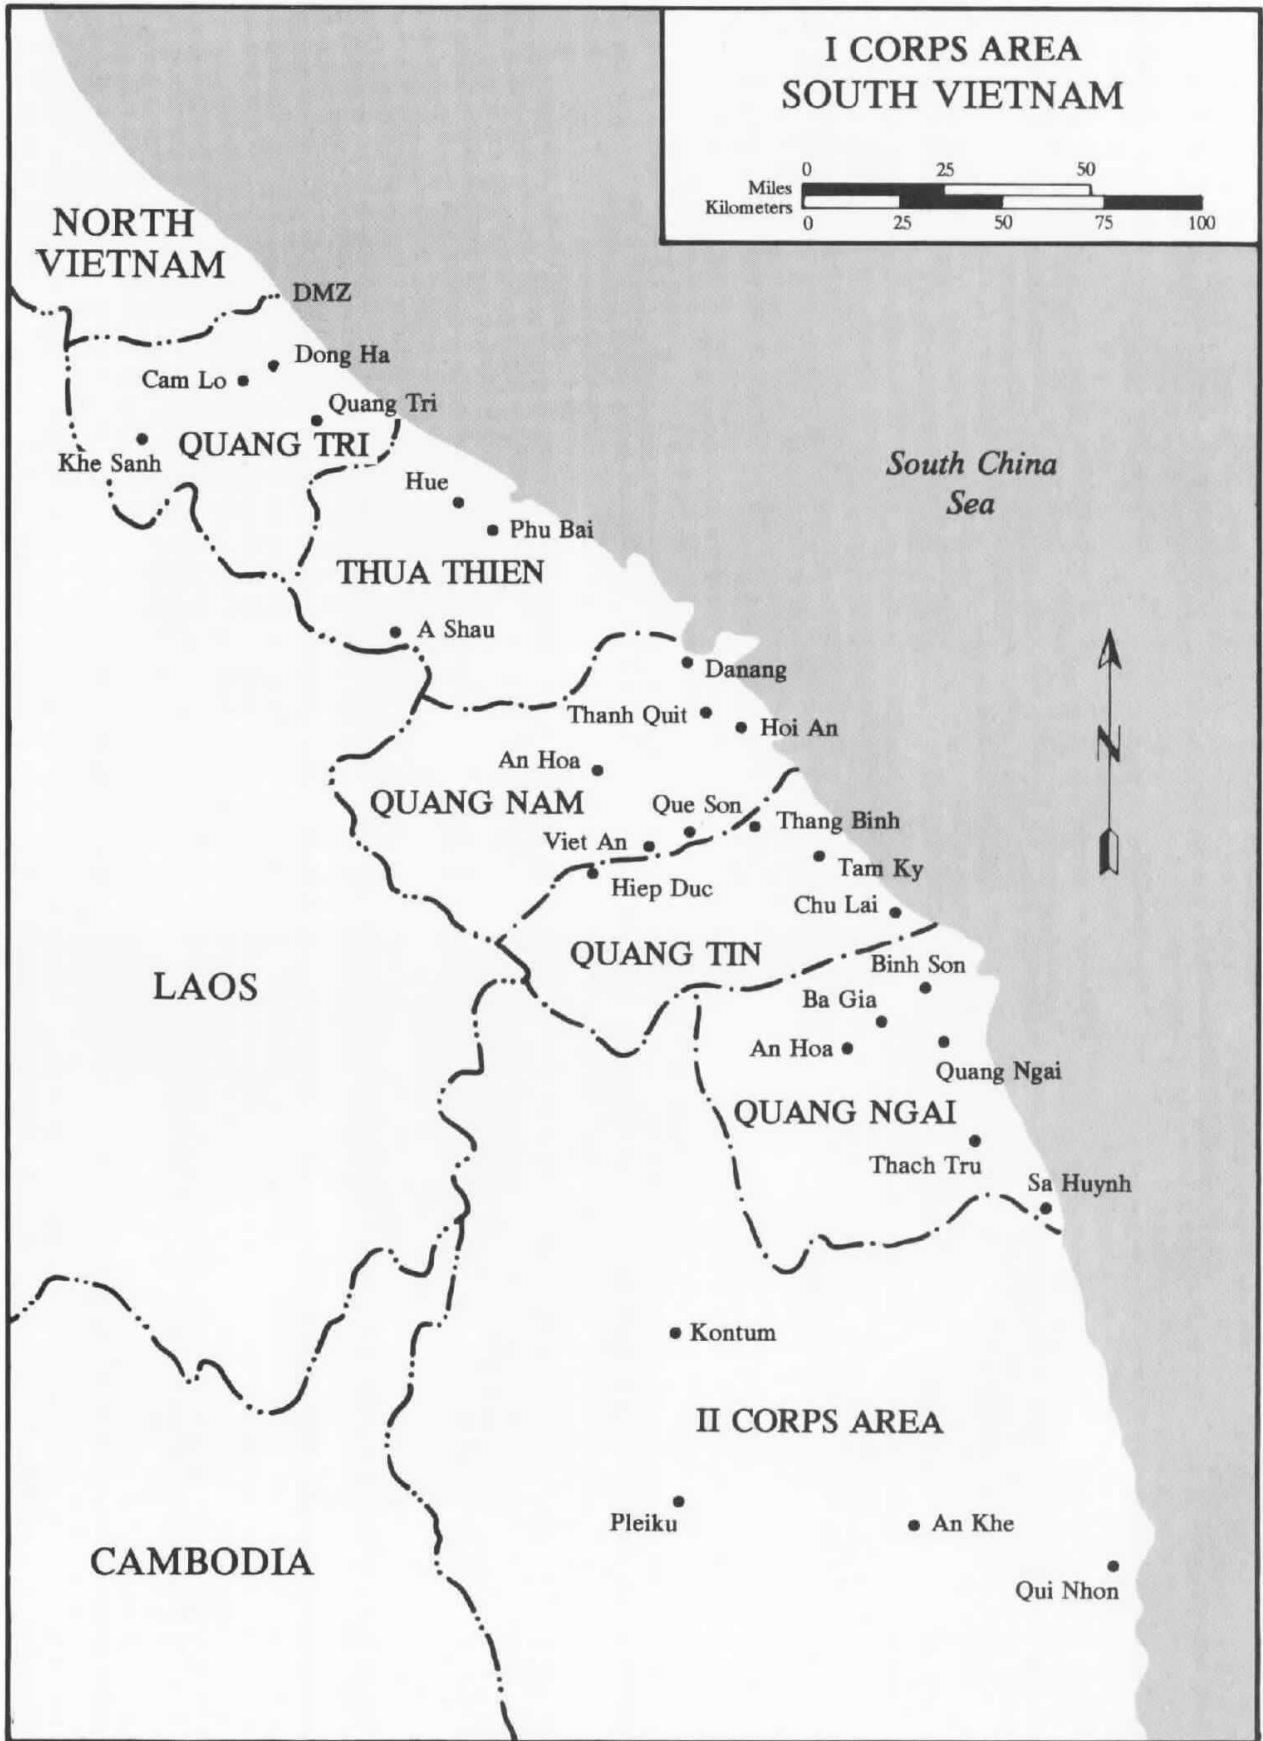 I CORPS AREA
SOUTH VIETNAM
0 25 50
Miles
Kilometers
0 25 50 75 100
NORTH
VIETNAM
DMZ
Dong Ha
Cam Lo
Quang Tri
QUANG TRI
Khe Sanh
South China
Sea
Hue
Phu Bai
THUA THIEN
A Shau
Danang
Thanh Quit
Hoi An
N
An Hoa
QUANG NAM
Que Son
Thang Binh
Viet An
Tam Ky
Hiep Duc
Chu Lai
QUANG TIN
Binh Son
LAOS
Ba Gia
An Hoa
Quang Ngai
QUANG NGAI
Thach Tru
Sa Huynh
Kontum
II CORPS AREA
Pleiku
An Khe
CAMBODIA
Qui Nhon